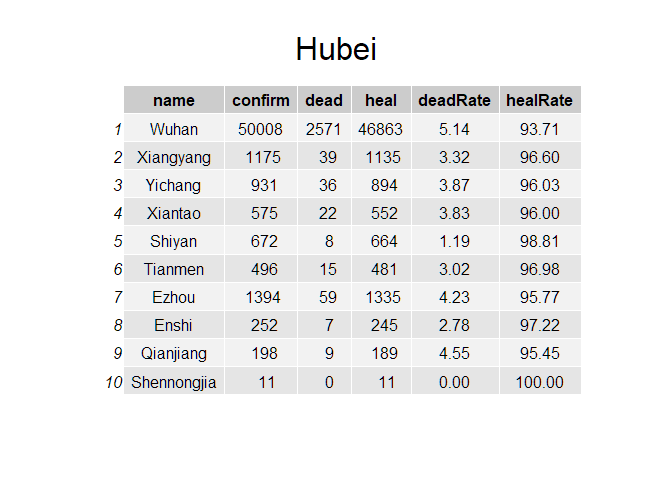 Hubei
name confirm dead heal deadRate healRate
1 Wuhan 50008 2571 46863 5.14 93.71
2 Xiangyang 1175 39 1135 3.32 96.60
3 Yichang 931 36 894 3.87 96.03
4 Xiantao 575 22 552 3.83 96.00
5 Shiyan 672 8 664 1.19 98.81
6 Tianmen 496 15 481 3.02 96.98
7 Ezhou 1394 59 1335 4.23 95.77
8 Enshi 252 7 245 2.78 97.22
9 Qianjiang 198 9 189 4.55 95.45
10 Shennongjia 11 0 11 0.00 100.00